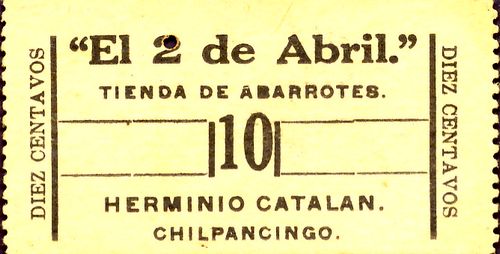 "El 2 de Abril."
TIENDA DE ABARROTES.
DIEZ CENTAVOS
10
DIEZ CENTAVOS
HERMINIO CATALAN.
CHILPANCINGO.